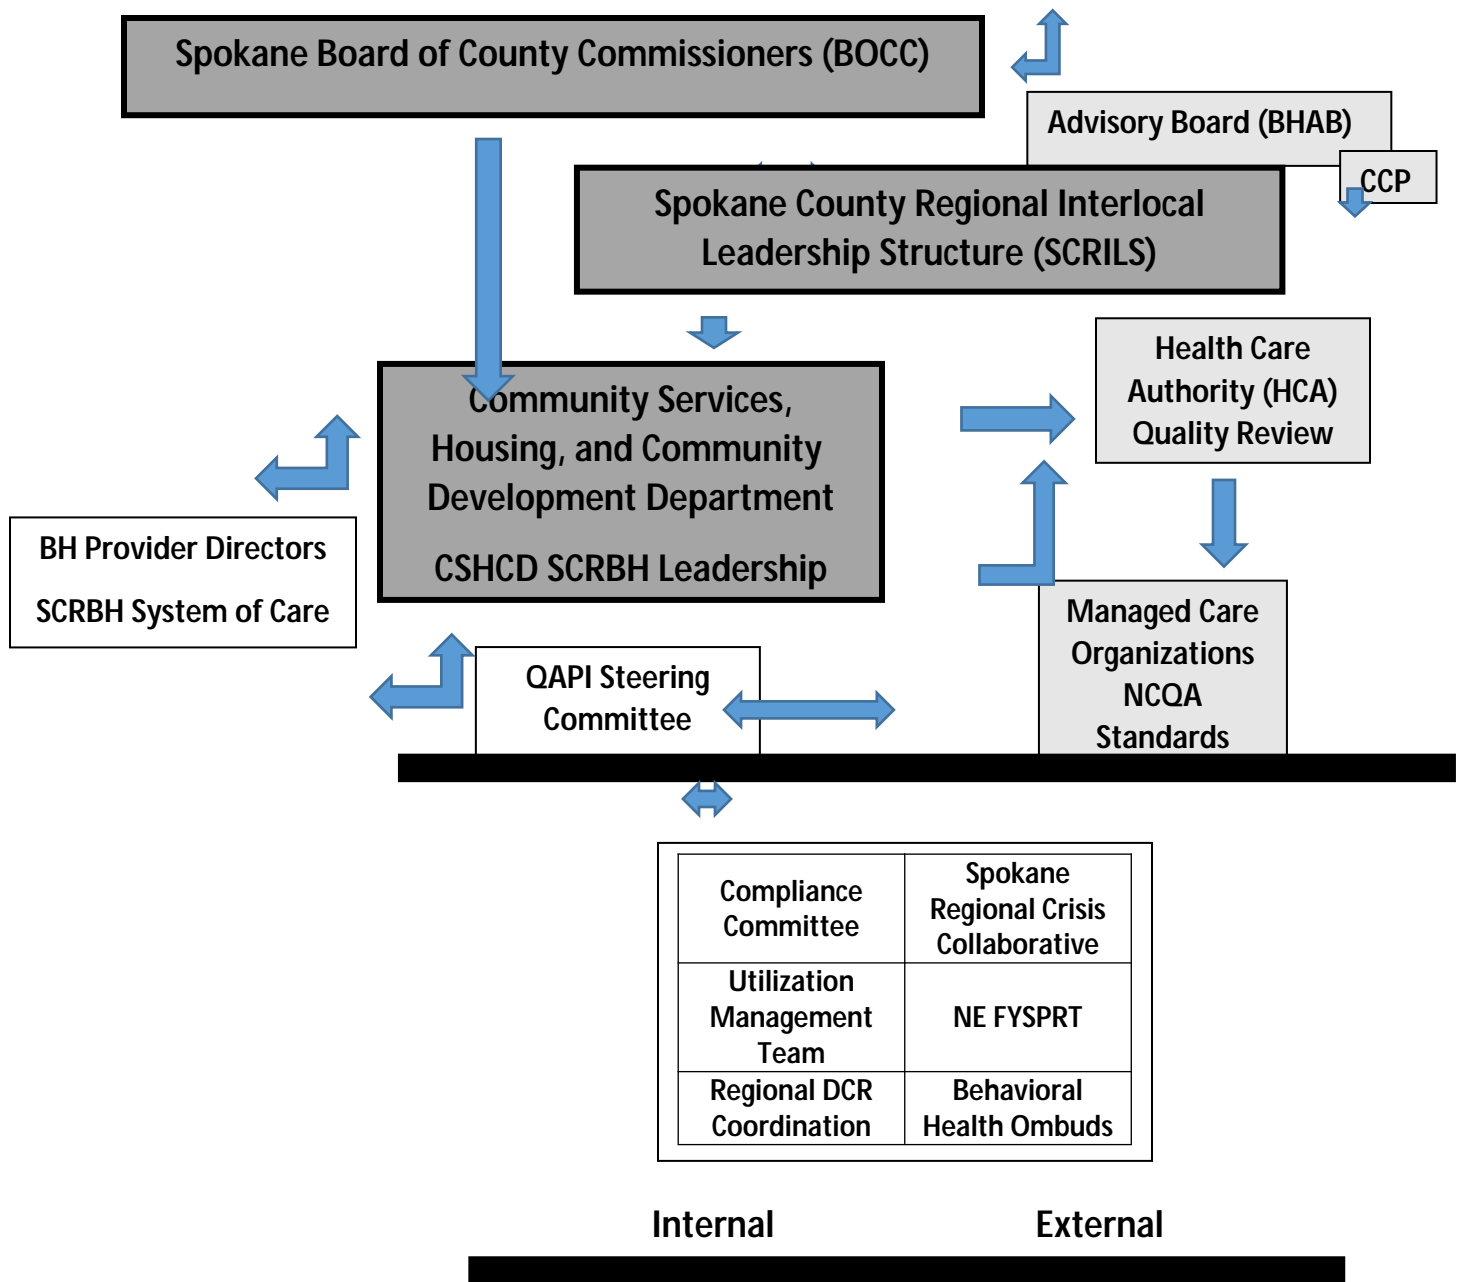 Spokane Board of County Commissioners (BOCC)
Advisory Board (BHAB)
CCP
Spokane County Regional Interlocal
Leadership Structure (SCRILS)
Health Care
Authority (HCA)
Quality Review
Community Services,
Housing, and Community
Development Department
CSHCD SCRBH Leadership
BH Provider Directors
SCRBH System of Care
Managed Care
Organizations
NCQA
Standards
QAPI Steering
Committee
Compliance
Committee
Spokane
Regional Crisis
Collaborative
Utilization
Management
Team
NE FYSPRT
Regional DCR
Coordination
Behavioral
Health Ombuds
Internal
External